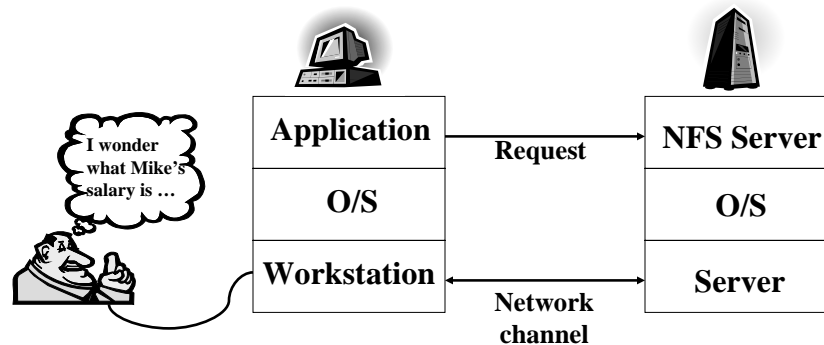 I wonder
what Mike's
salary is …
Application
O/S
Workstation
Request
Network
channel
NFS Server
O/S
Server